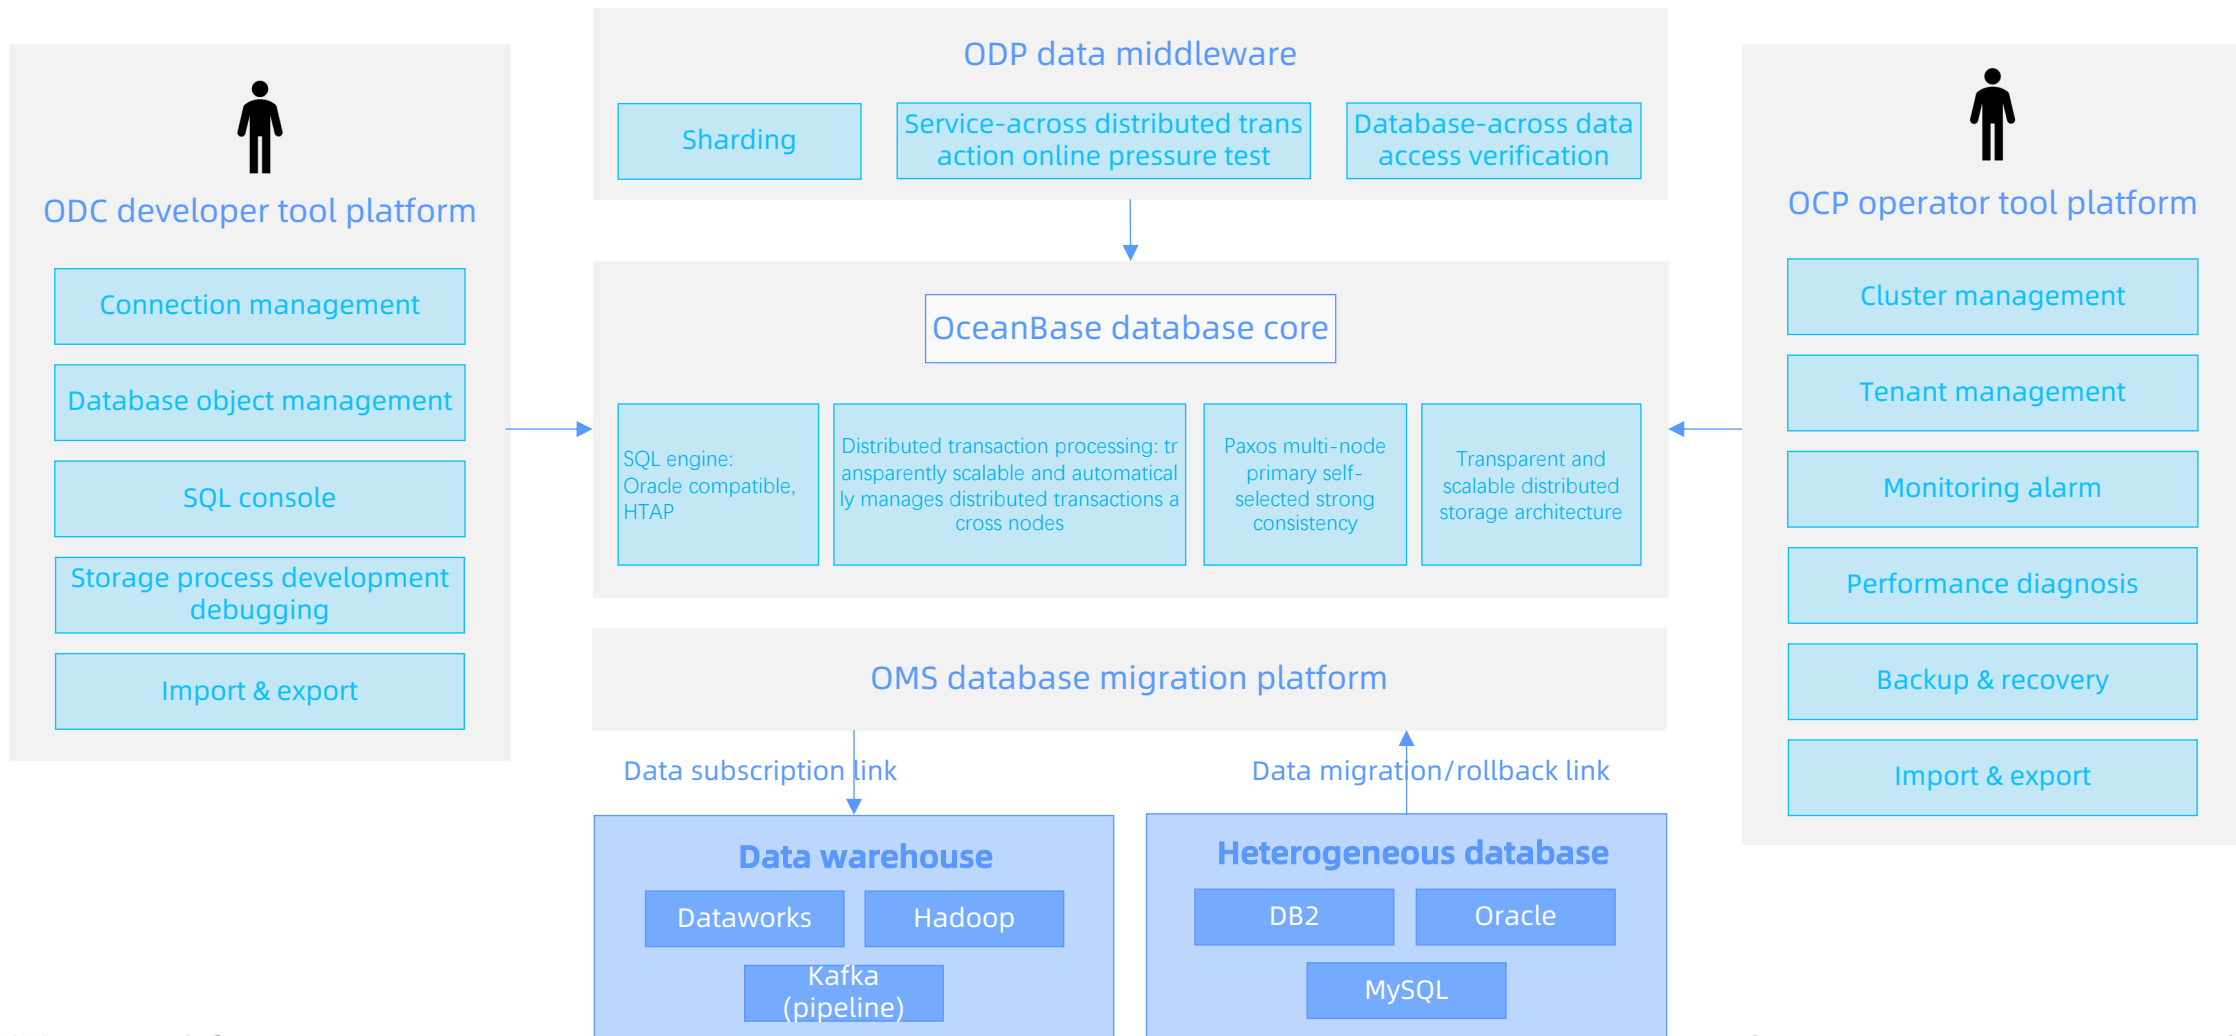 ODC developer tool platform
Connection management
Database object management
SQL console
Storage process development
debugging
Import & export
ODP data middleware
Sharding
Service-across distributed trans
action online pressure test
Database-across data
access verification
OceanBase database core
SQL engine:
Oracle compatible,
HTAP
Distributed transaction processing: tr
ansparently scalable and automatical
ly manages distributed transactions a
cross nodes
Paxos multi-node
primary self-
selected strong
consistency
Transparent and
scalable distributed
storage architecture
OMS database migration platform
Data subscription link
Data migration/rollback link
Data warehouse
Dataworks
Hadoop
Kafka
(pipeline)
Heterogeneous database
DB2
Oracle
MySQL
OCP operator tool platform
Cluster management
Tenant management
Monitoring alarm
Performance diagnosis
Backup & recovery
Import & export